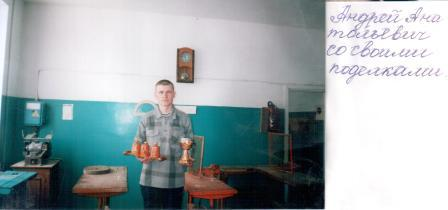 Андрей Ана
тольевич
со своими
поделками